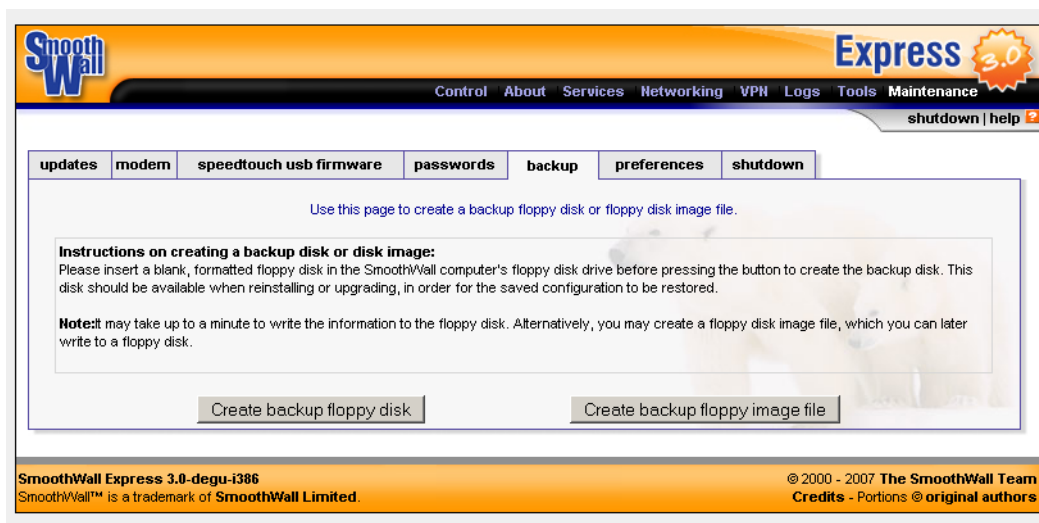 Smooth
Wall
Express 3.0
Control About Services Networking VPN Logs Tools Maintenance
shutdown | help ?
updates modem speedtouch usb firmware passwords backup preferences shutdown
Use this page to create a backup floppy disk or floppy disk image file.
Instructions on creating a backup disk or disk image:
Please insert a blank, formatted floppy disk in the SmoothWall computer's floppy disk drive before pressing the button to create the backup disk. This
disk should be available when reinstalling or upgrading, in order for the saved configuration to be restored.
Note:It may take up to a minute to write the information to the floppy disk. Alternatively, you may create a floppy disk image file, which you can later
write to a floppy disk.
Create backup floppy disk Create backup floppy image file
SmoothWall Express 3.0-degu-i386 © 2000 - 2007 The SmoothWall Team
SmoothWall™ is a trademark of SmoothWall Limited. Credits - Portions © original authors